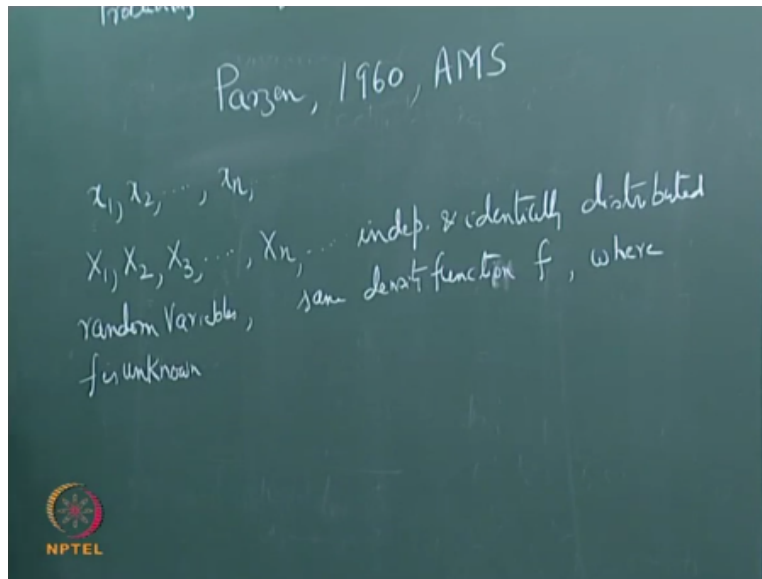 Training
Parzen, 1960, AMS
x₁, x₂, ..., xₙ,
X₁, X₂, X₃, ..., Xₙ, ... indep. & identically distributed
random variables, same density function f, where
f is unknown
NPTEL